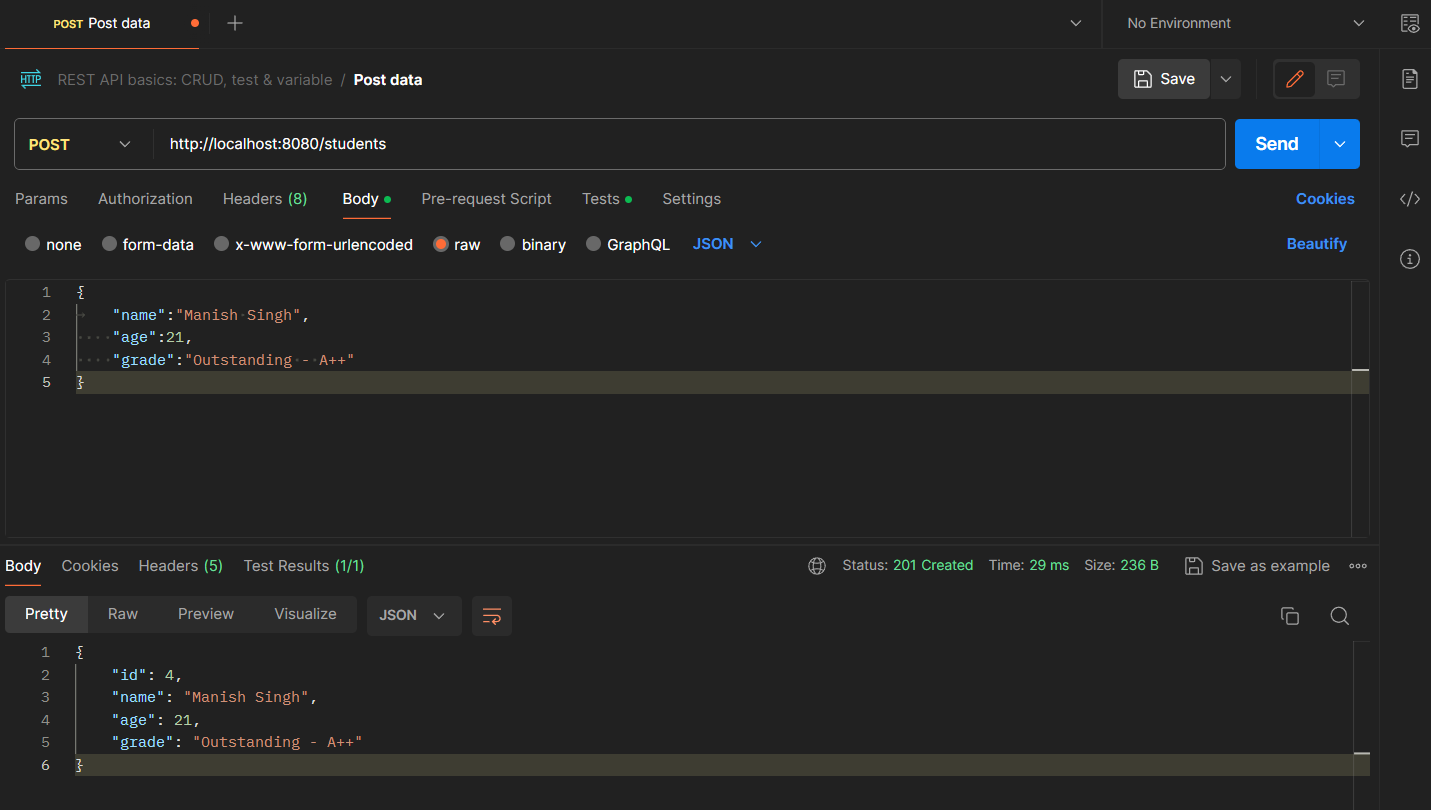 POST Post data
No Environment
HTTP REST API basics: CRUD, test & variable / Post data
Save
POST http://localhost:8080/students
Send
Params Authorization Headers (8) Body Pre-request Script Tests Settings Cookies
none form-data x-www-form-urlencoded raw binary GraphQL JSON Beautify
1 {
2 "name":"Manish Singh",
3 "age":21,
4 "grade":"Outstanding - A++"
5 }
Body Cookies Headers (5) Test Results (1/1) Status: 201 Created Time: 29 ms Size: 236 B Save as example
Pretty Raw Preview Visualize JSON
1 {
2 "id": 4,
3 "name": "Manish Singh",
4 "age": 21,
5 "grade": "Outstanding - A++"
6 }